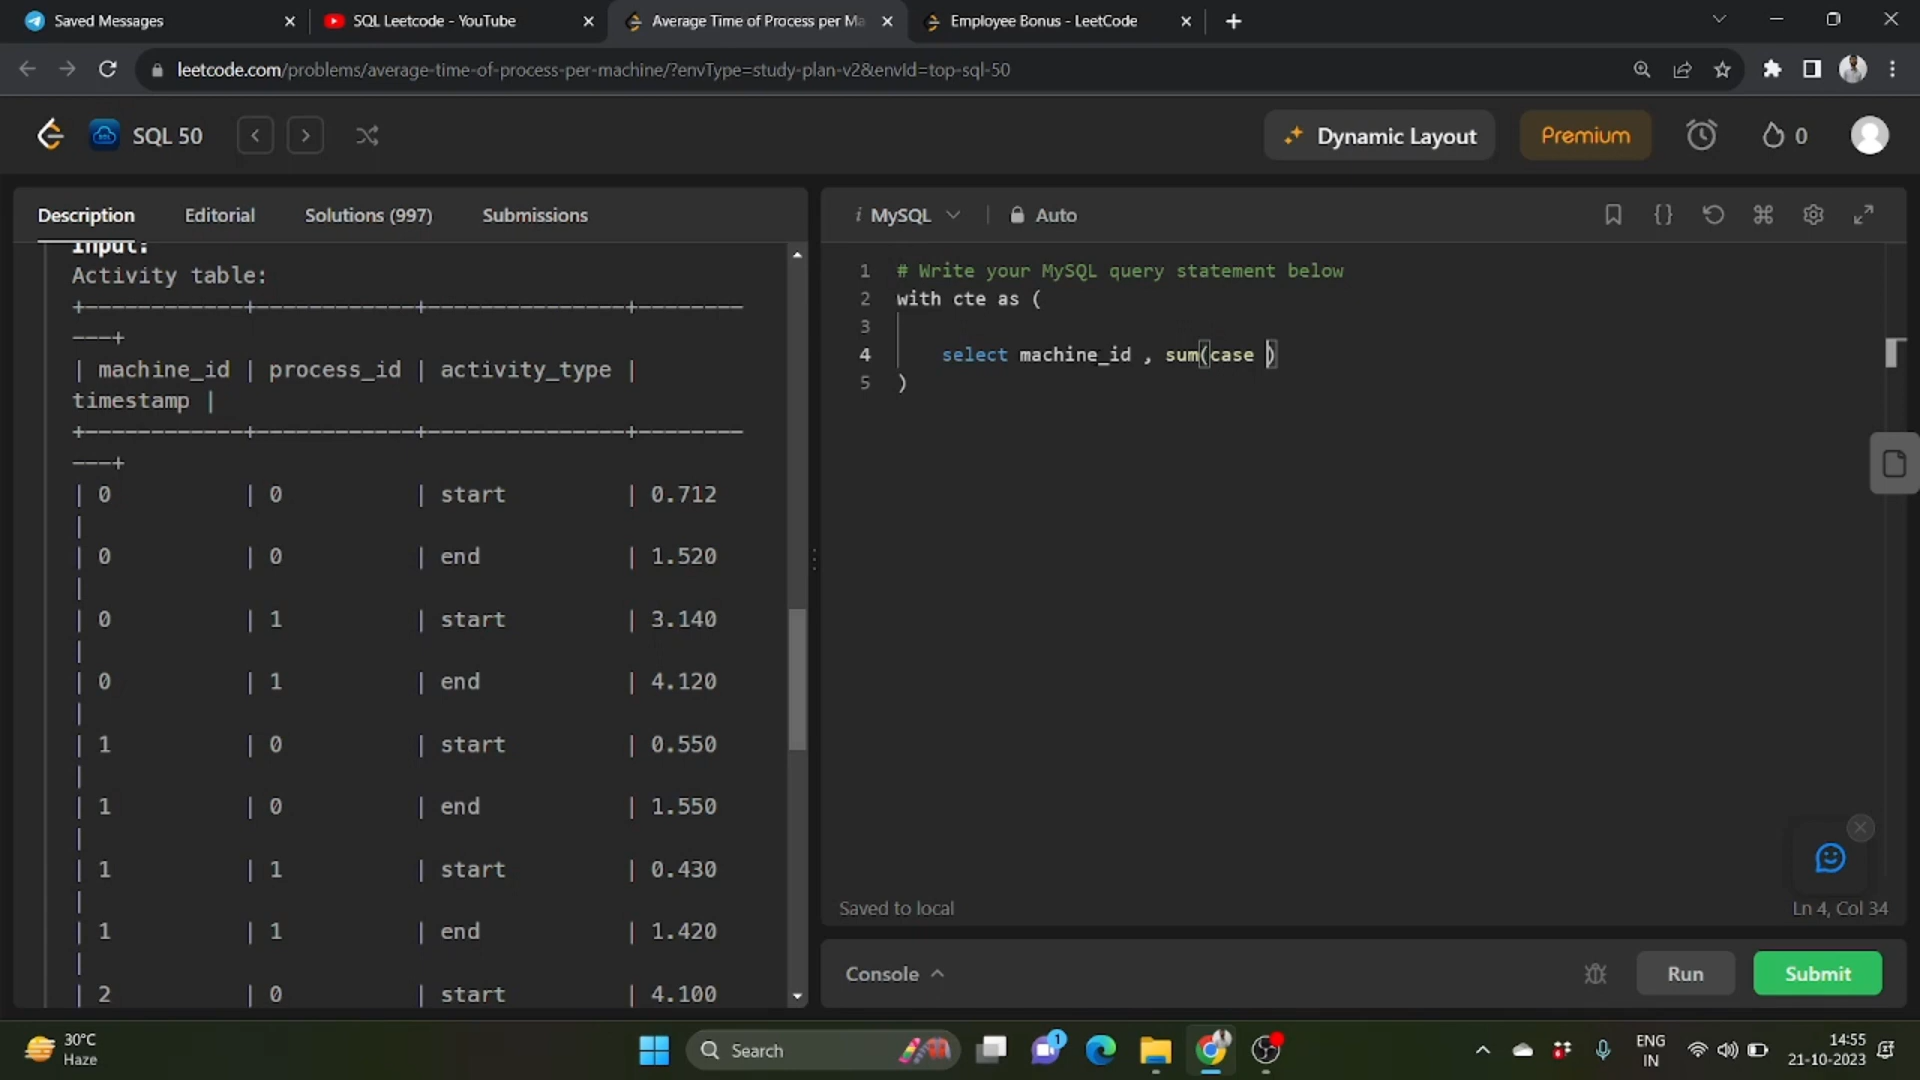 Saved Messages
SQL Leetcode - YouTube
Average Time of Process per Ma
Employee Bonus - LeetCode
leetcode.com/problems/average-time-of-process-per-machine/?envType=study-plan-v2&envId=top-sql-50
SQL 50
Dynamic Layout
Premium
0
Description
Editorial
Solutions (997)
Submissions
Input:
Activity table:
+------------+------------+---------------+--------
---+
| machine_id | process_id | activity_type |
timestamp |
+------------+------------+---------------+--------
---+
| 0 | 0 | start | 0.712
|
| 0 | 0 | end | 1.520
|
| 0 | 1 | start | 3.140
|
| 0 | 1 | end | 4.120
|
| 1 | 0 | start | 0.550
|
| 1 | 0 | end | 1.550
|
| 1 | 1 | start | 0.430
|
| 1 | 1 | end | 1.420
|
| 2 | 0 | start | 4.100
i MySQL
Auto
1 # Write your MySQL query statement below
2 with cte as (
3
4 select machine_id , sum(case )
5 )
Saved to local
Ln 4, Col 34
Console
Run
Submit
30°C
Haze
Search
1
ENG
IN
14:55
21-10-2023